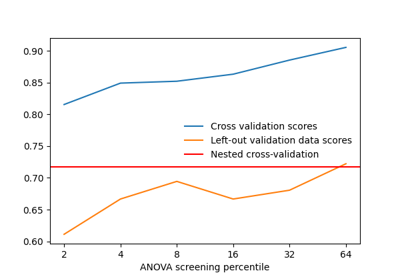 0.90
0.85
0.80
0.75
0.70
0.65
0.60
Cross validation scores
Left-out validation data scores
Nested cross-validation
2 4 8 16 32 64
ANOVA screening percentile